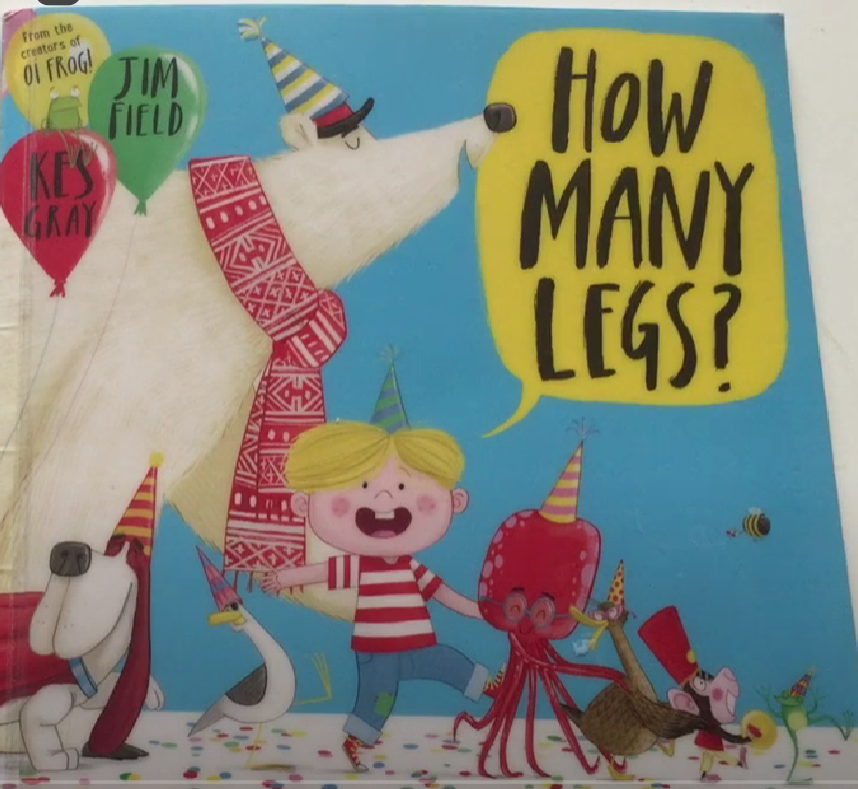 From the
creators of
OI FROG!
JIM
FIELD
KES
GRAY
HOW
MANY
LEGS?